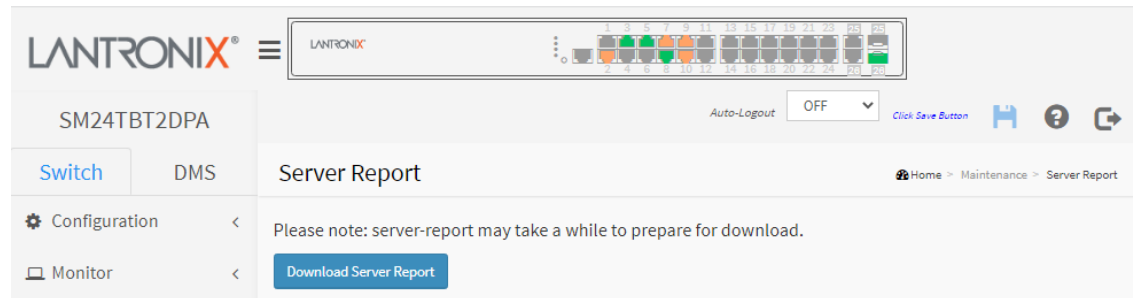 LANTRONIX®
LANTRONIX
1 3 5 7 9 11 13 15 17 19 21 23 25 25
2 4 6 8 10 12 14 16 18 20 22 24 26 26
SM24TBT2DPA
Auto-Logout OFF Click Save Button
Switch DMS
Server Report
Home > Maintenance > Server Report
Configuration <
Please note: server-report may take a while to prepare for download.
Monitor <
Download Server Report